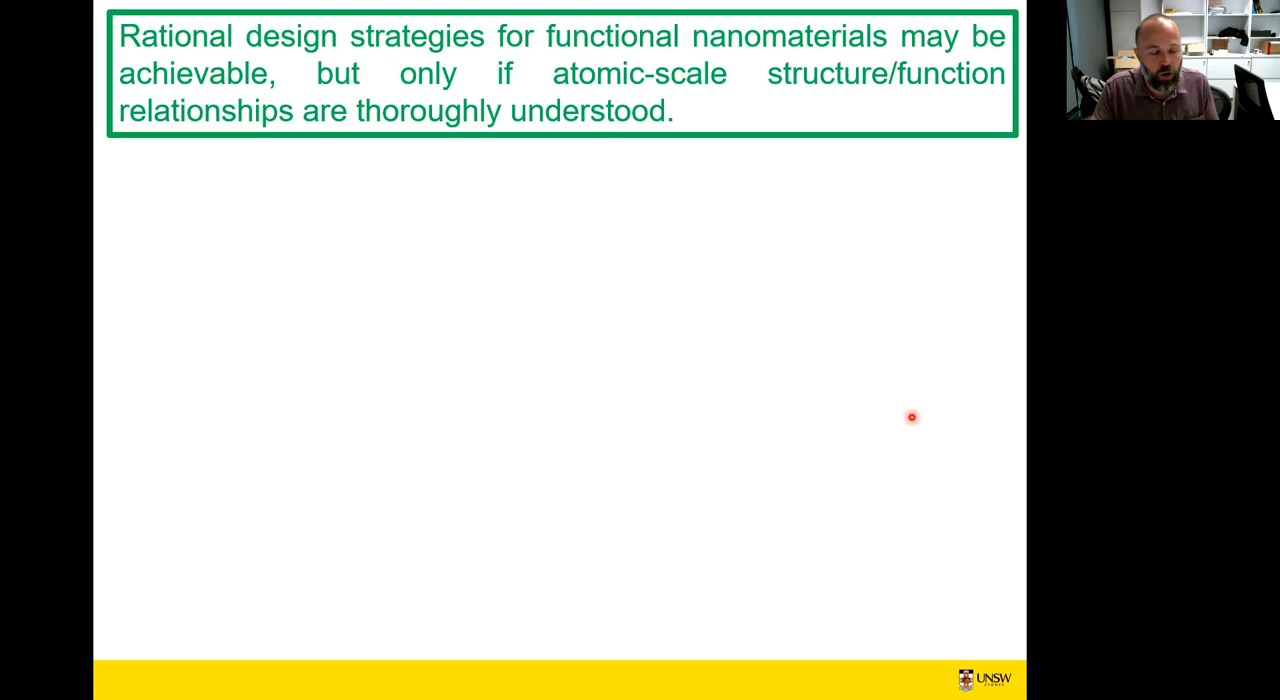 Rational design strategies for functional nanomaterials may be
achievable, but only if atomic-scale structure/function
relationships are thoroughly understood.
UNSW
SYDNEY